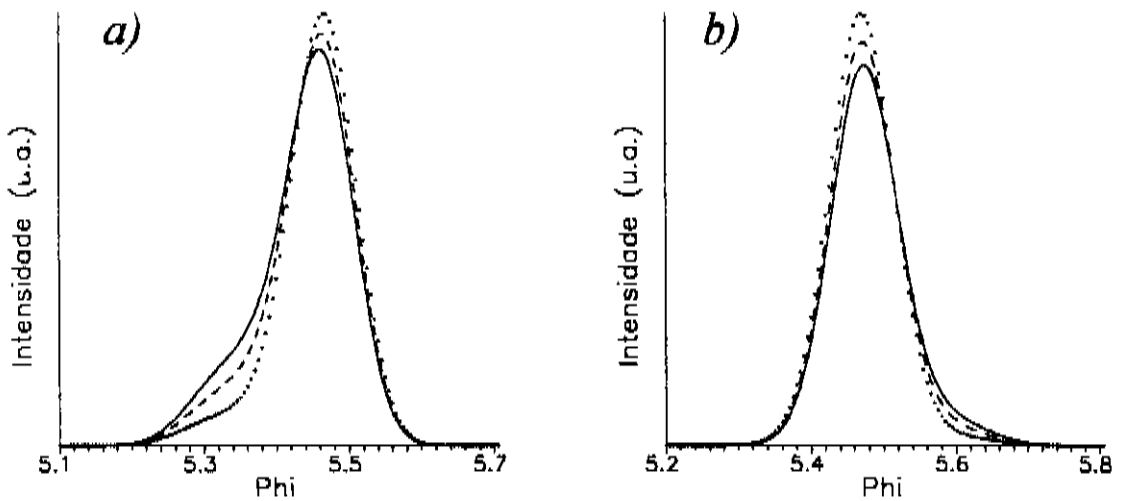 a)
b)
Intensidade (u.a.)
Intensidade (u.a.)
5.1 5.3 5.5 5.7
5.2 5.4 5.6 5.8
Phi
Phi